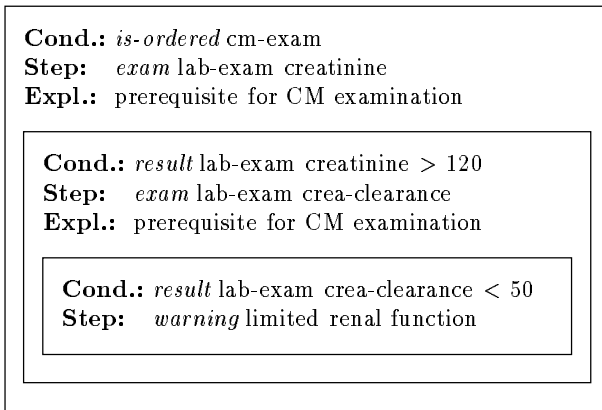 Cond.: is-ordered cm-exam
Step: exam lab-exam creatinine
Expl.: prerequisite for CM examination
Cond.: result lab-exam creatinine > 120
Step: exam lab-exam crea-clearance
Expl.: prerequisite for CM examination
Cond.: result lab-exam crea-clearance < 50
Step: warning limited renal function